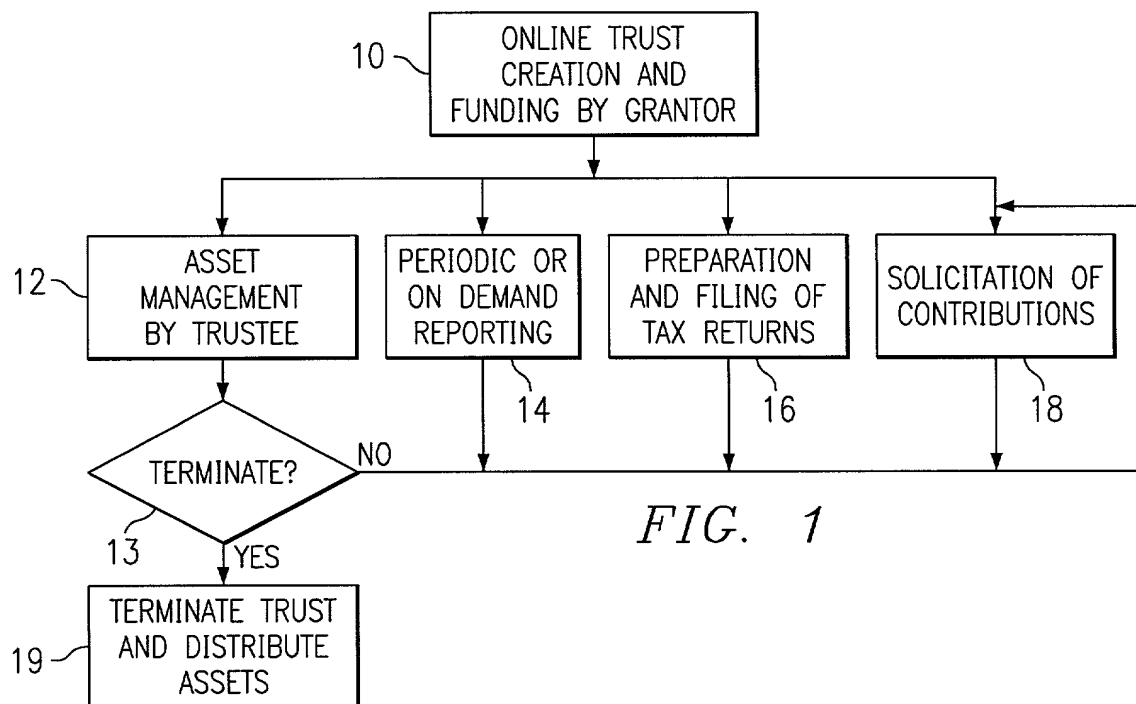 10
ONLINE TRUST
CREATION AND
FUNDING BY GRANTOR
12
ASSET
MANAGEMENT
BY TRUSTEE
PERIODIC OR
ON DEMAND
REPORTING
14
PREPARATION
AND FILING OF
TAX RETURNS
16
SOLICITATION OF
CONTRIBUTIONS
18
TERMINATE?
NO
13
YES
FIG. 1
19
TERMINATE TRUST
AND DISTRIBUTE
ASSETS